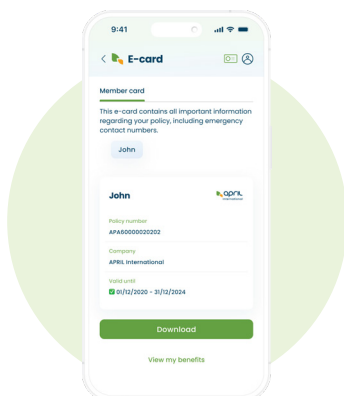 9:41
E-card
Member card
This e-card contains all important information
regarding your policy, including emergency
contact numbers.
John
John
april
international
Policy number
APA60000020202
Company
APRIL International
Valid until
01/12/2020 - 31/12/2024
Download
View my benefits